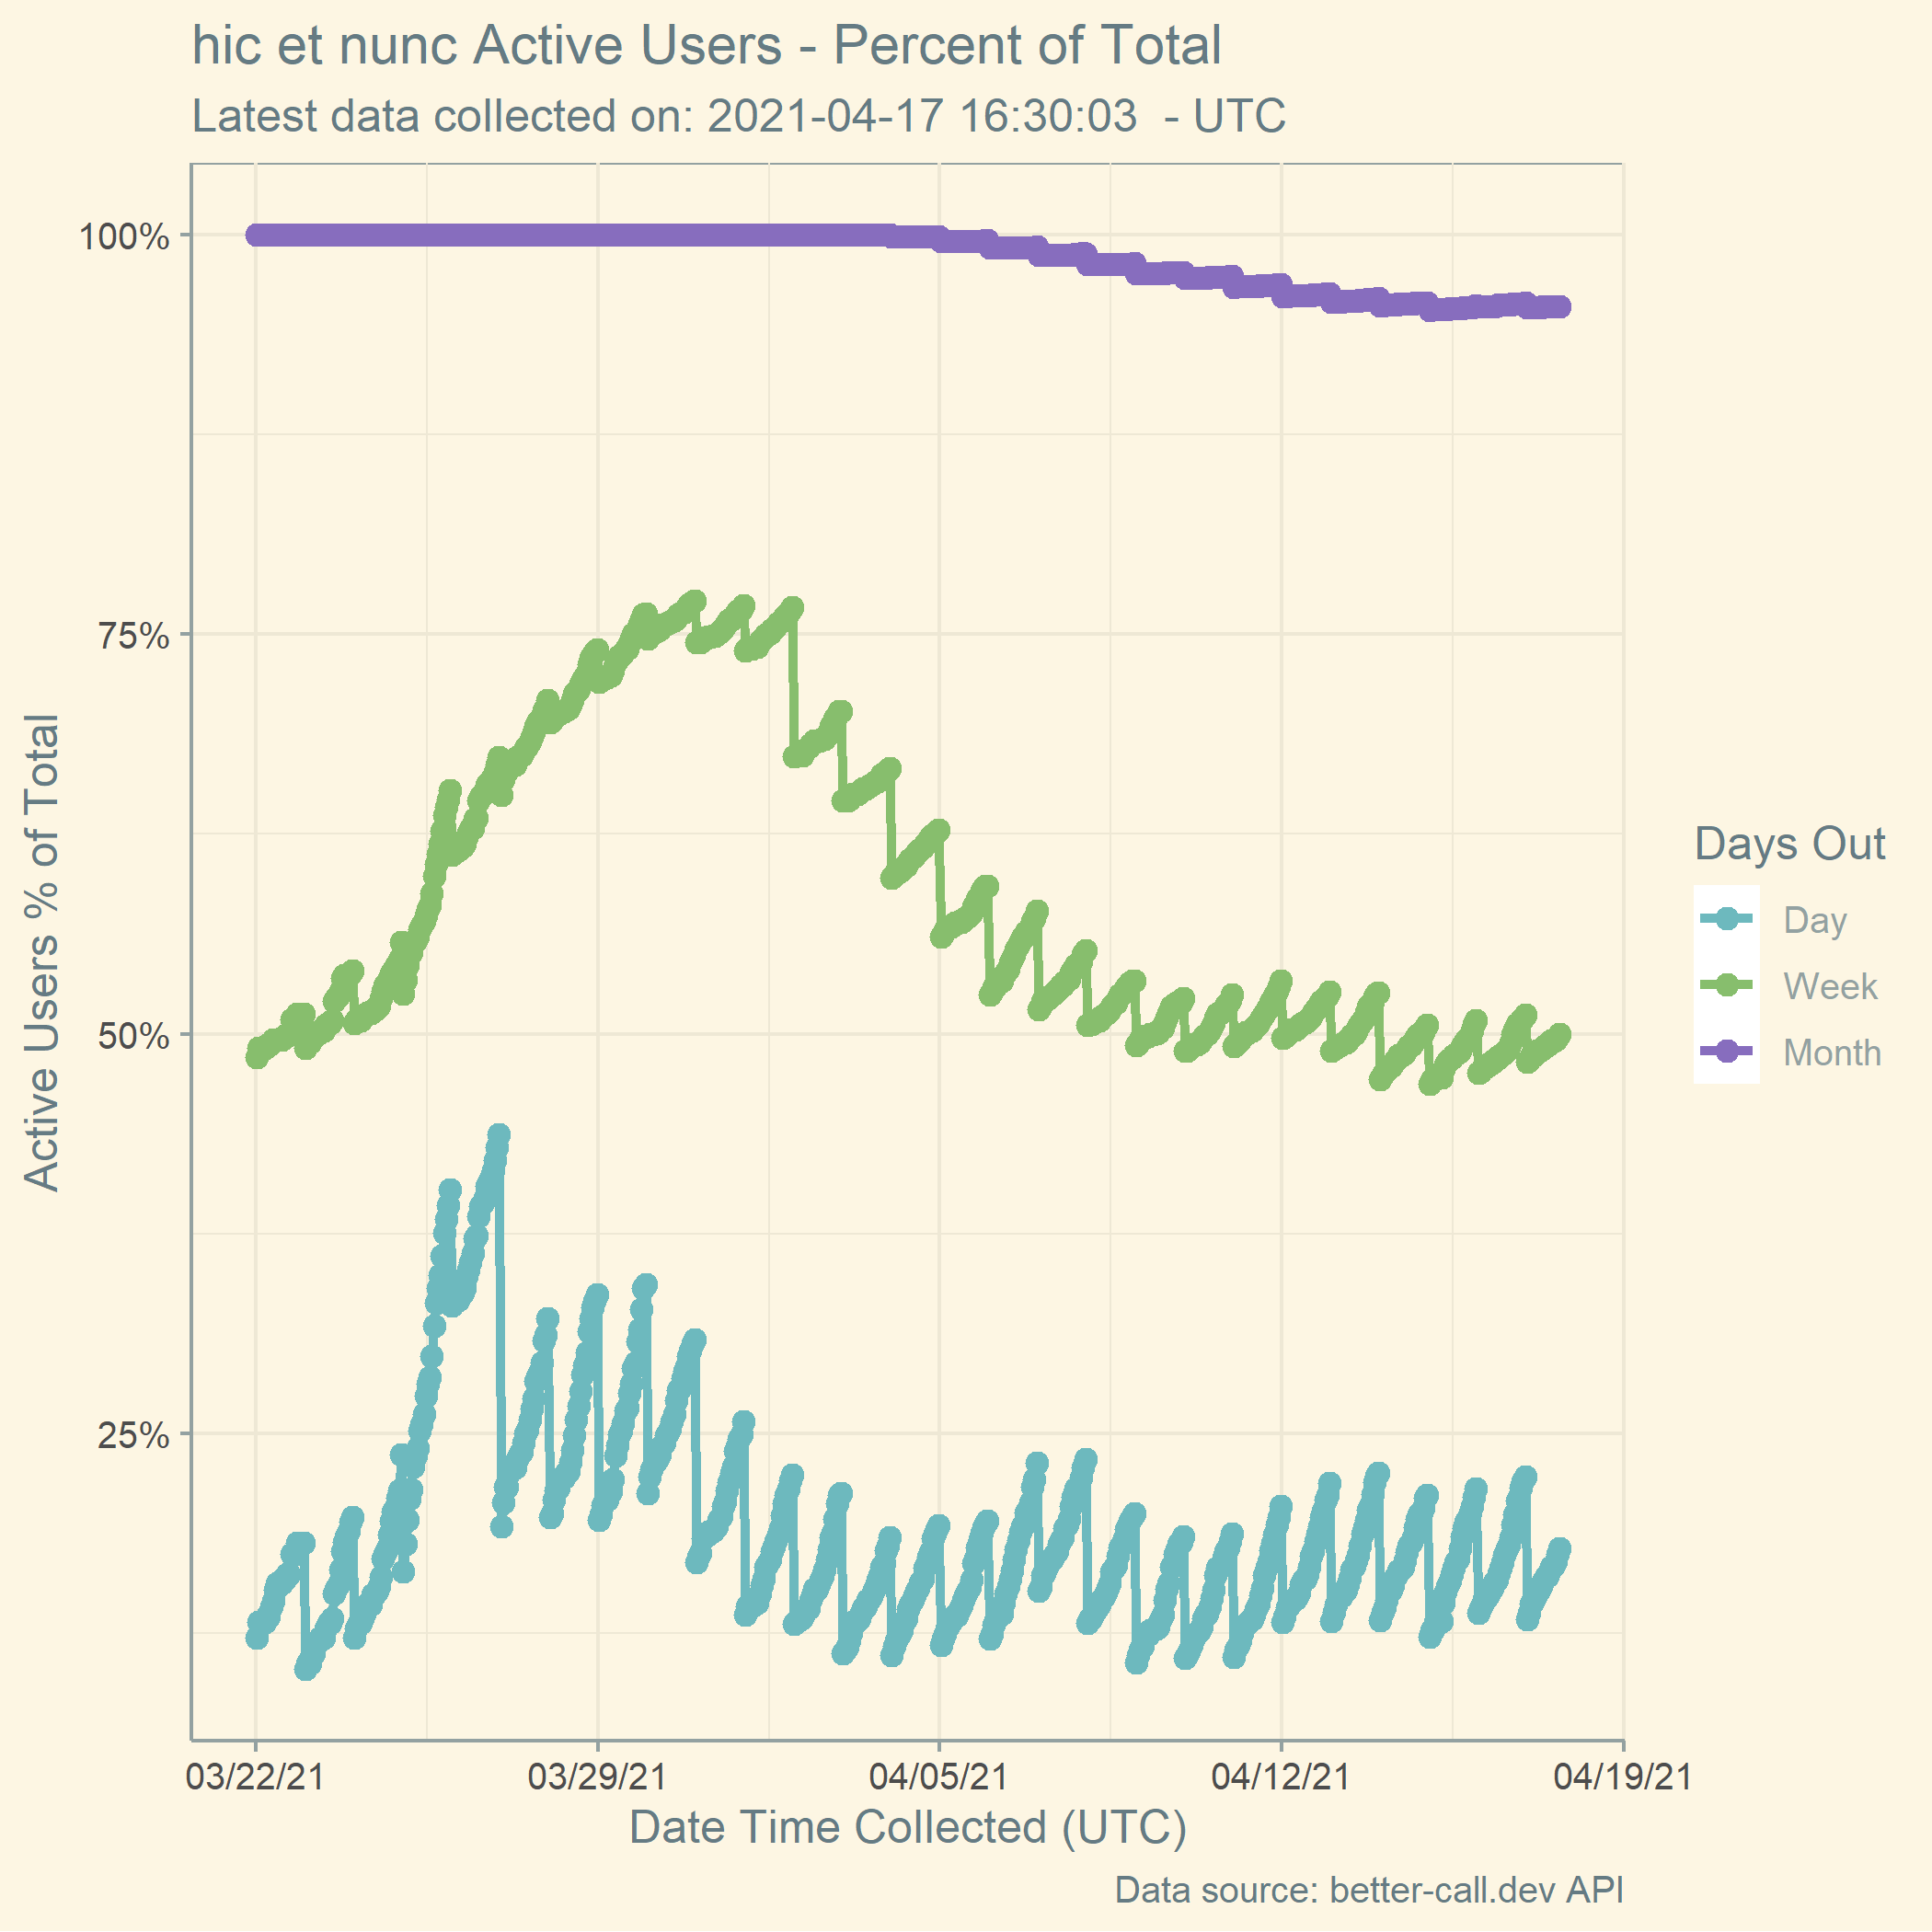 hic et nunc Active Users - Percent of Total
Latest data collected on: 2021-04-17 16:30:03  - UTC
Active Users % of Total
100%
75%
50%
25%
03/22/21
03/29/21
04/05/21
04/12/21
04/19/21
Date Time Collected (UTC)
Days Out
Day
Week
Month
Data source: better-call.dev API